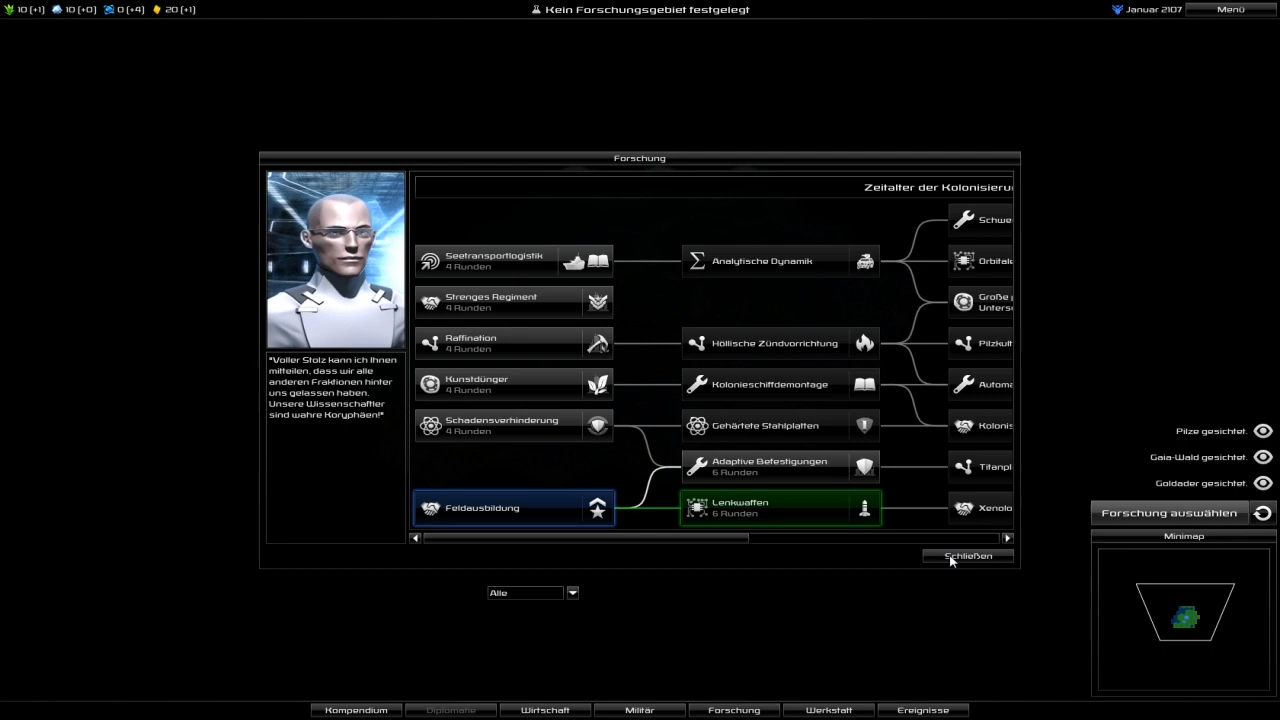 10 (+1) 10 (+0) 0 (+4) 20 (+1)
Kein Forschungsgebiet festgelegt
Januar 2107
Menü
Forschung
Zeitalter der Kolonisieru
Seetransportlogistik
4 Runden
Analytische Dynamik
Strenges Regiment
4 Runden
Raffination
4 Runden
Höllische Zündvorrichtung
Kunstdünger
4 Runden
Kolonieschiffdemontage
Schadensverhinderung
4 Runden
Gehärtete Stahlplatten
Adaptive Befestigungen
6 Runden
Feldausbildung
Lenkwaffen
6 Runden
Schwe
Orbitale
Große
Unters
Pilzkult
Automa
Kolonis
Titanpl
Xenolo
"Voller Stolz kann ich Ihnen
mitteilen, dass wir alle
anderen Fraktionen hinter
uns gelassen haben.
Unsere Wissenschaftler
sind wahre Koryphäen!"
Schließen
Alle
Pilze gesichtet.
Gaia-Wald gesichtet.
Goldader gesichtet.
Forschung auswählen
Minimap
Kompendium
Diplomatie
Wirtschaft
Militär
Forschung
Werkstatt
Ereignisse